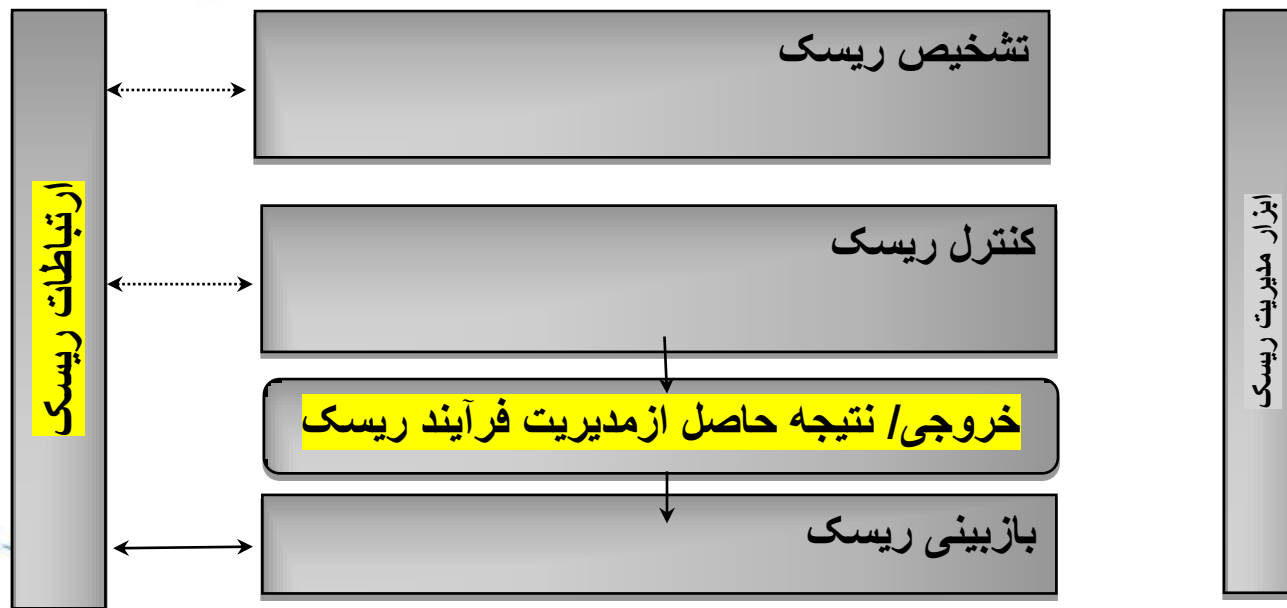 تشخیص ریسک
کنترل ریسک
خروجی/ نتیجه حاصل ازمدیریت فرآیند ریسک
بازبینی ریسک
ارتباطات ریسک
ابزار مدیریت ریسک